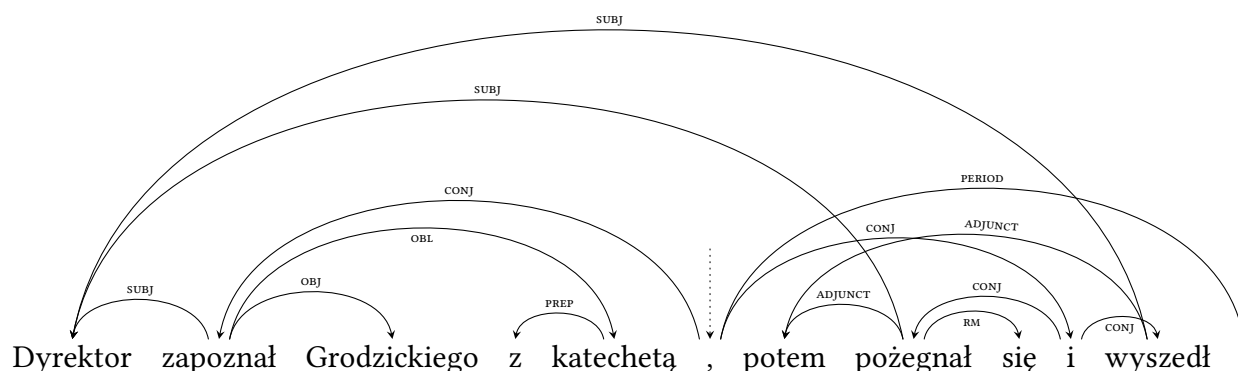 SUBJ
SUBJ
PERIOD
CONJ
ADJUNCT
CONJ
OBL
OBJ
SUBJ
CONJ
ADJUNCT
PREP
RM
CONJ
Dyrektor zapoznał Grodzickiego z katechetą , potem pożegnał się i wyszedł